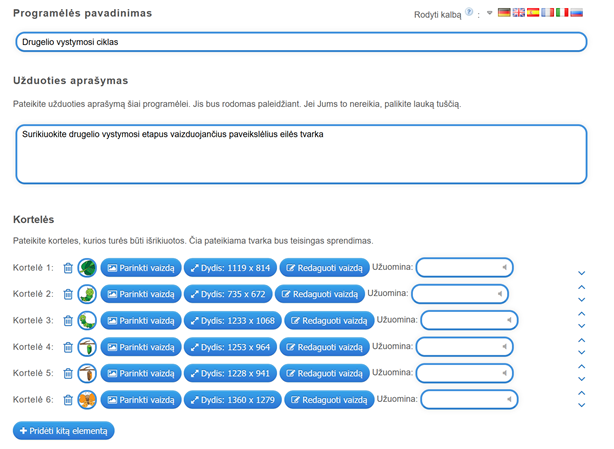 Programėlės pavadinimas
Rodyti kalbą ? :
Drugelio vystymosi ciklas
Užduoties aprašymas
Pateikite užduoties aprašymą šiai programėlei. Jis bus rodomas paleidžiant. Jei Jums to nereikia, palikite lauką tuščią.
Surikiuokite drugelio vystymosi etapus vaizduojančius paveikslėlius eilės tvarka
Kortelės
Pateikite korteles, kurios turės būti išrikiuotos. Čia pateikiama tvarka bus teisingas sprendimas.
Kortelė 1: Parinkti vaizdą Dydis: 1119 x 814 Redaguoti vaizdą Užuomina:
Kortelė 2: Parinkti vaizdą Dydis: 735 x 672 Redaguoti vaizdą Užuomina:
Kortelė 3: Parinkti vaizdą Dydis: 1233 x 1068 Redaguoti vaizdą Užuomina:
Kortelė 4: Parinkti vaizdą Dydis: 1253 x 964 Redaguoti vaizdą Užuomina:
Kortelė 5: Parinkti vaizdą Dydis: 1228 x 941 Redaguoti vaizdą Užuomina:
Kortelė 6: Parinkti vaizdą Dydis: 1360 x 1279 Redaguoti vaizdą Užuomina:
+ Pridėti kitą elementą